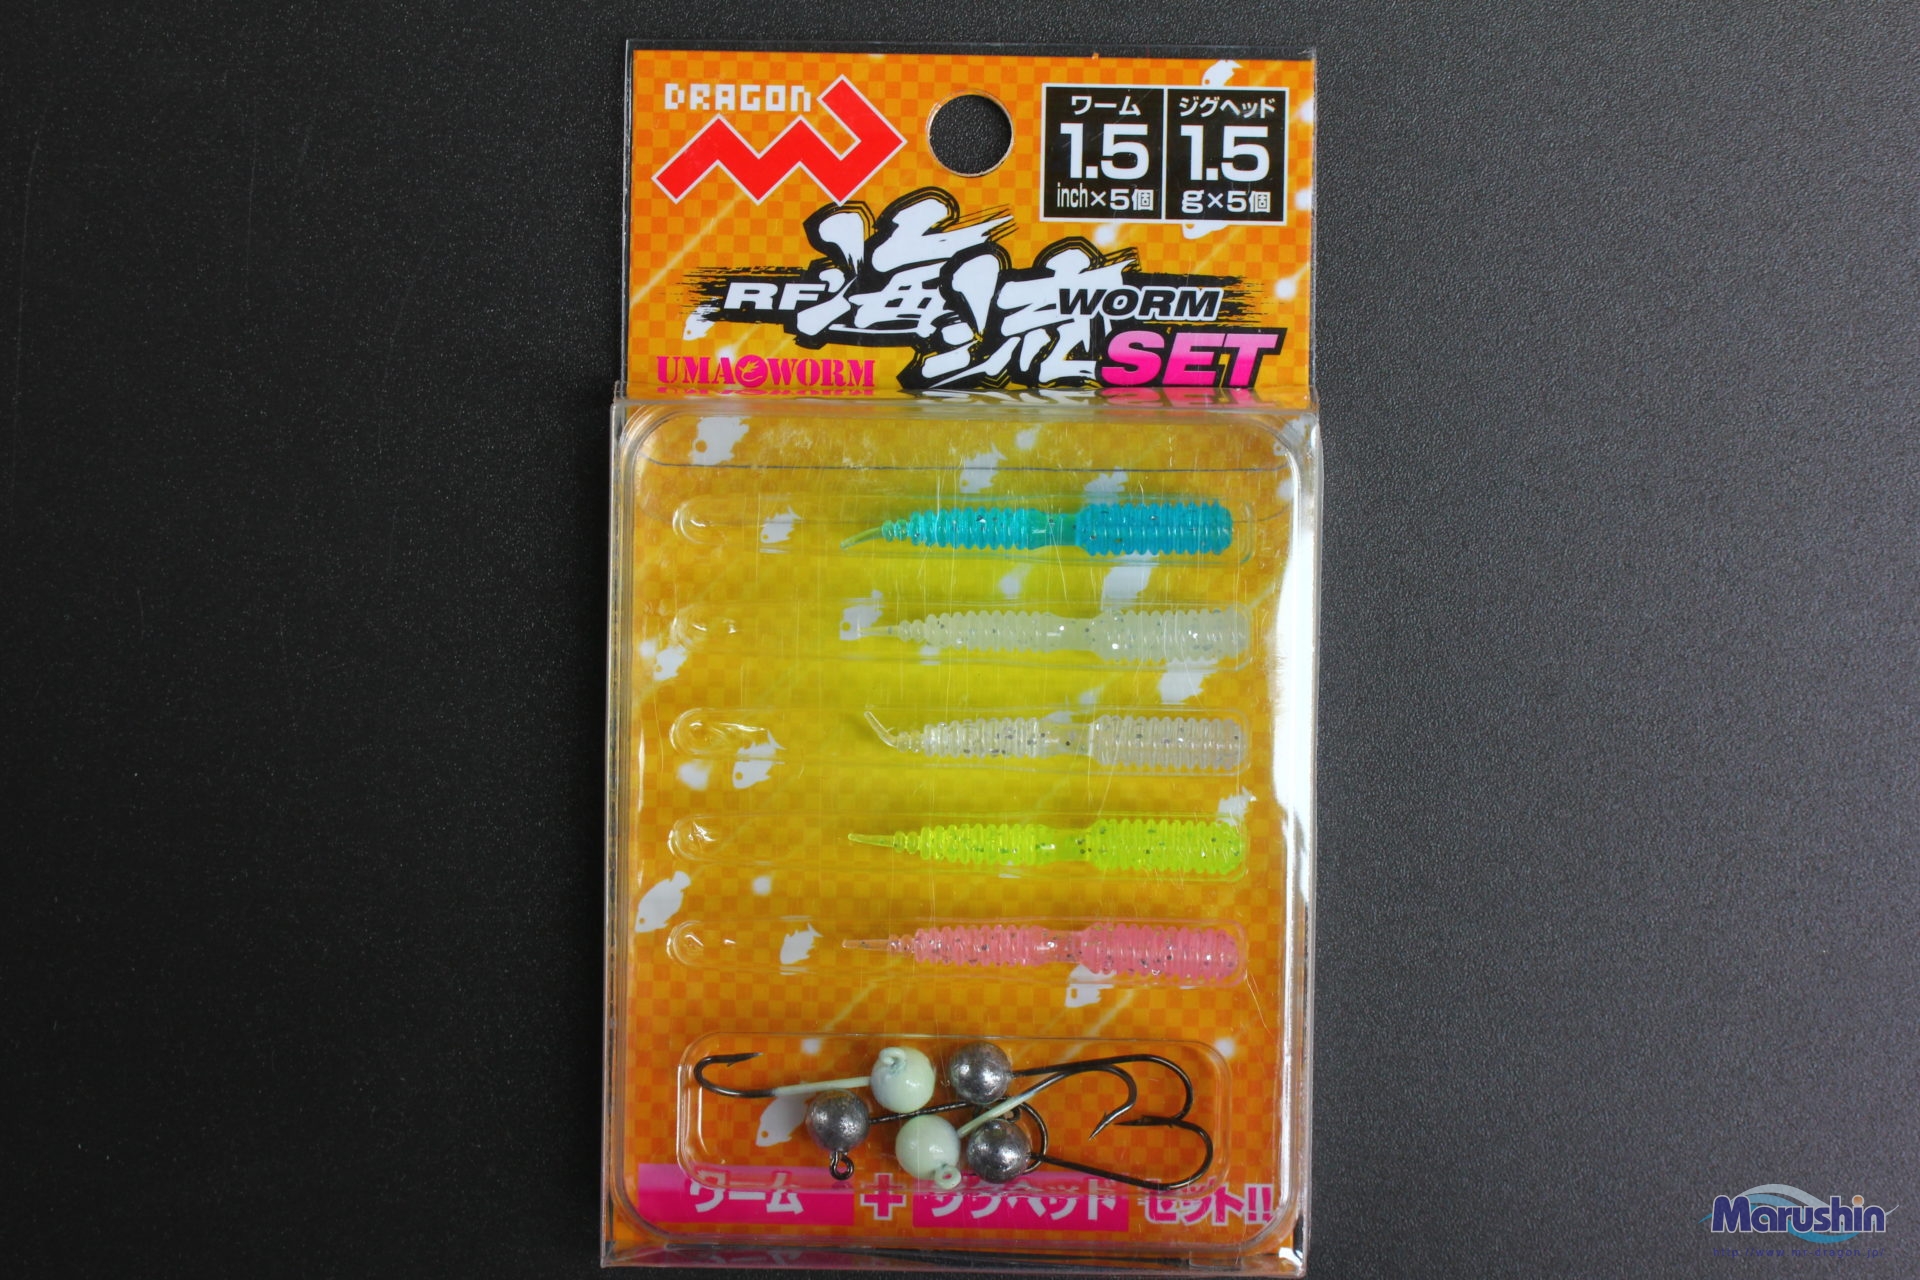 DRAGON
ワーム
1.5
inch×5個
ジグヘッド
1.5
g×5個
RF海流WORM
SET
UMA WORM
ワーム+ジグヘッド セット!!
Marushin